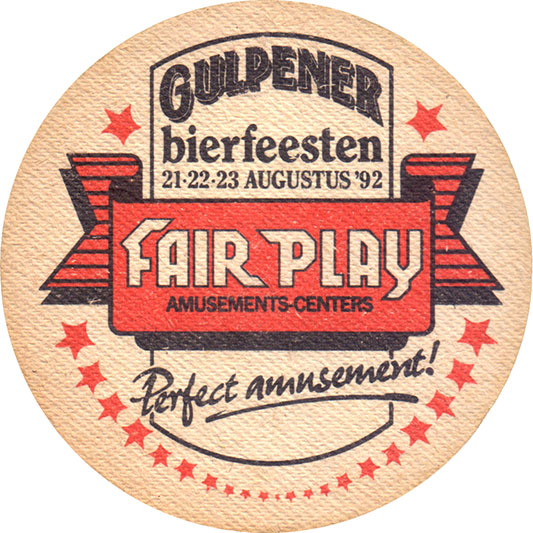 GULPENER
bierfeesten
21-22-23 AUGUSTUS '92
FAIR PLAY
AMUSEMENTS-CENTERS
Perfect amusement!